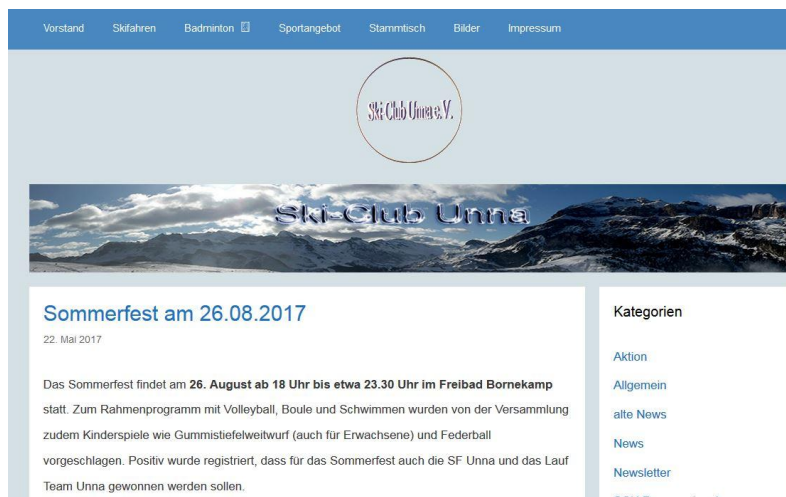 Vorstand Skifahren Badminton Sportangebot Stammtisch Bilder Impressum
Ski Club Unna e.V.
Ski-Club Unna
Sommerfest am 26.08.2017
22. Mai 2017
Das Sommerfest findet am 26. August ab 18 Uhr bis etwa 23.30 Uhr im Freibad Bornekamp
statt. Zum Rahmenprogramm mit Volleyball, Boule und Schwimmen wurden von der Versammlung
zudem Kinderspiele wie Gummistiefelweitwurf (auch für Erwachsene) und Federball
vorgeschlagen. Positiv wurde registriert, dass für das Sommerfest auch die SF Unna und das Lauf
Team Unna gewonnen werden sollen.
Kategorien
Aktion
Allgemein
alte News
News
Newsletter